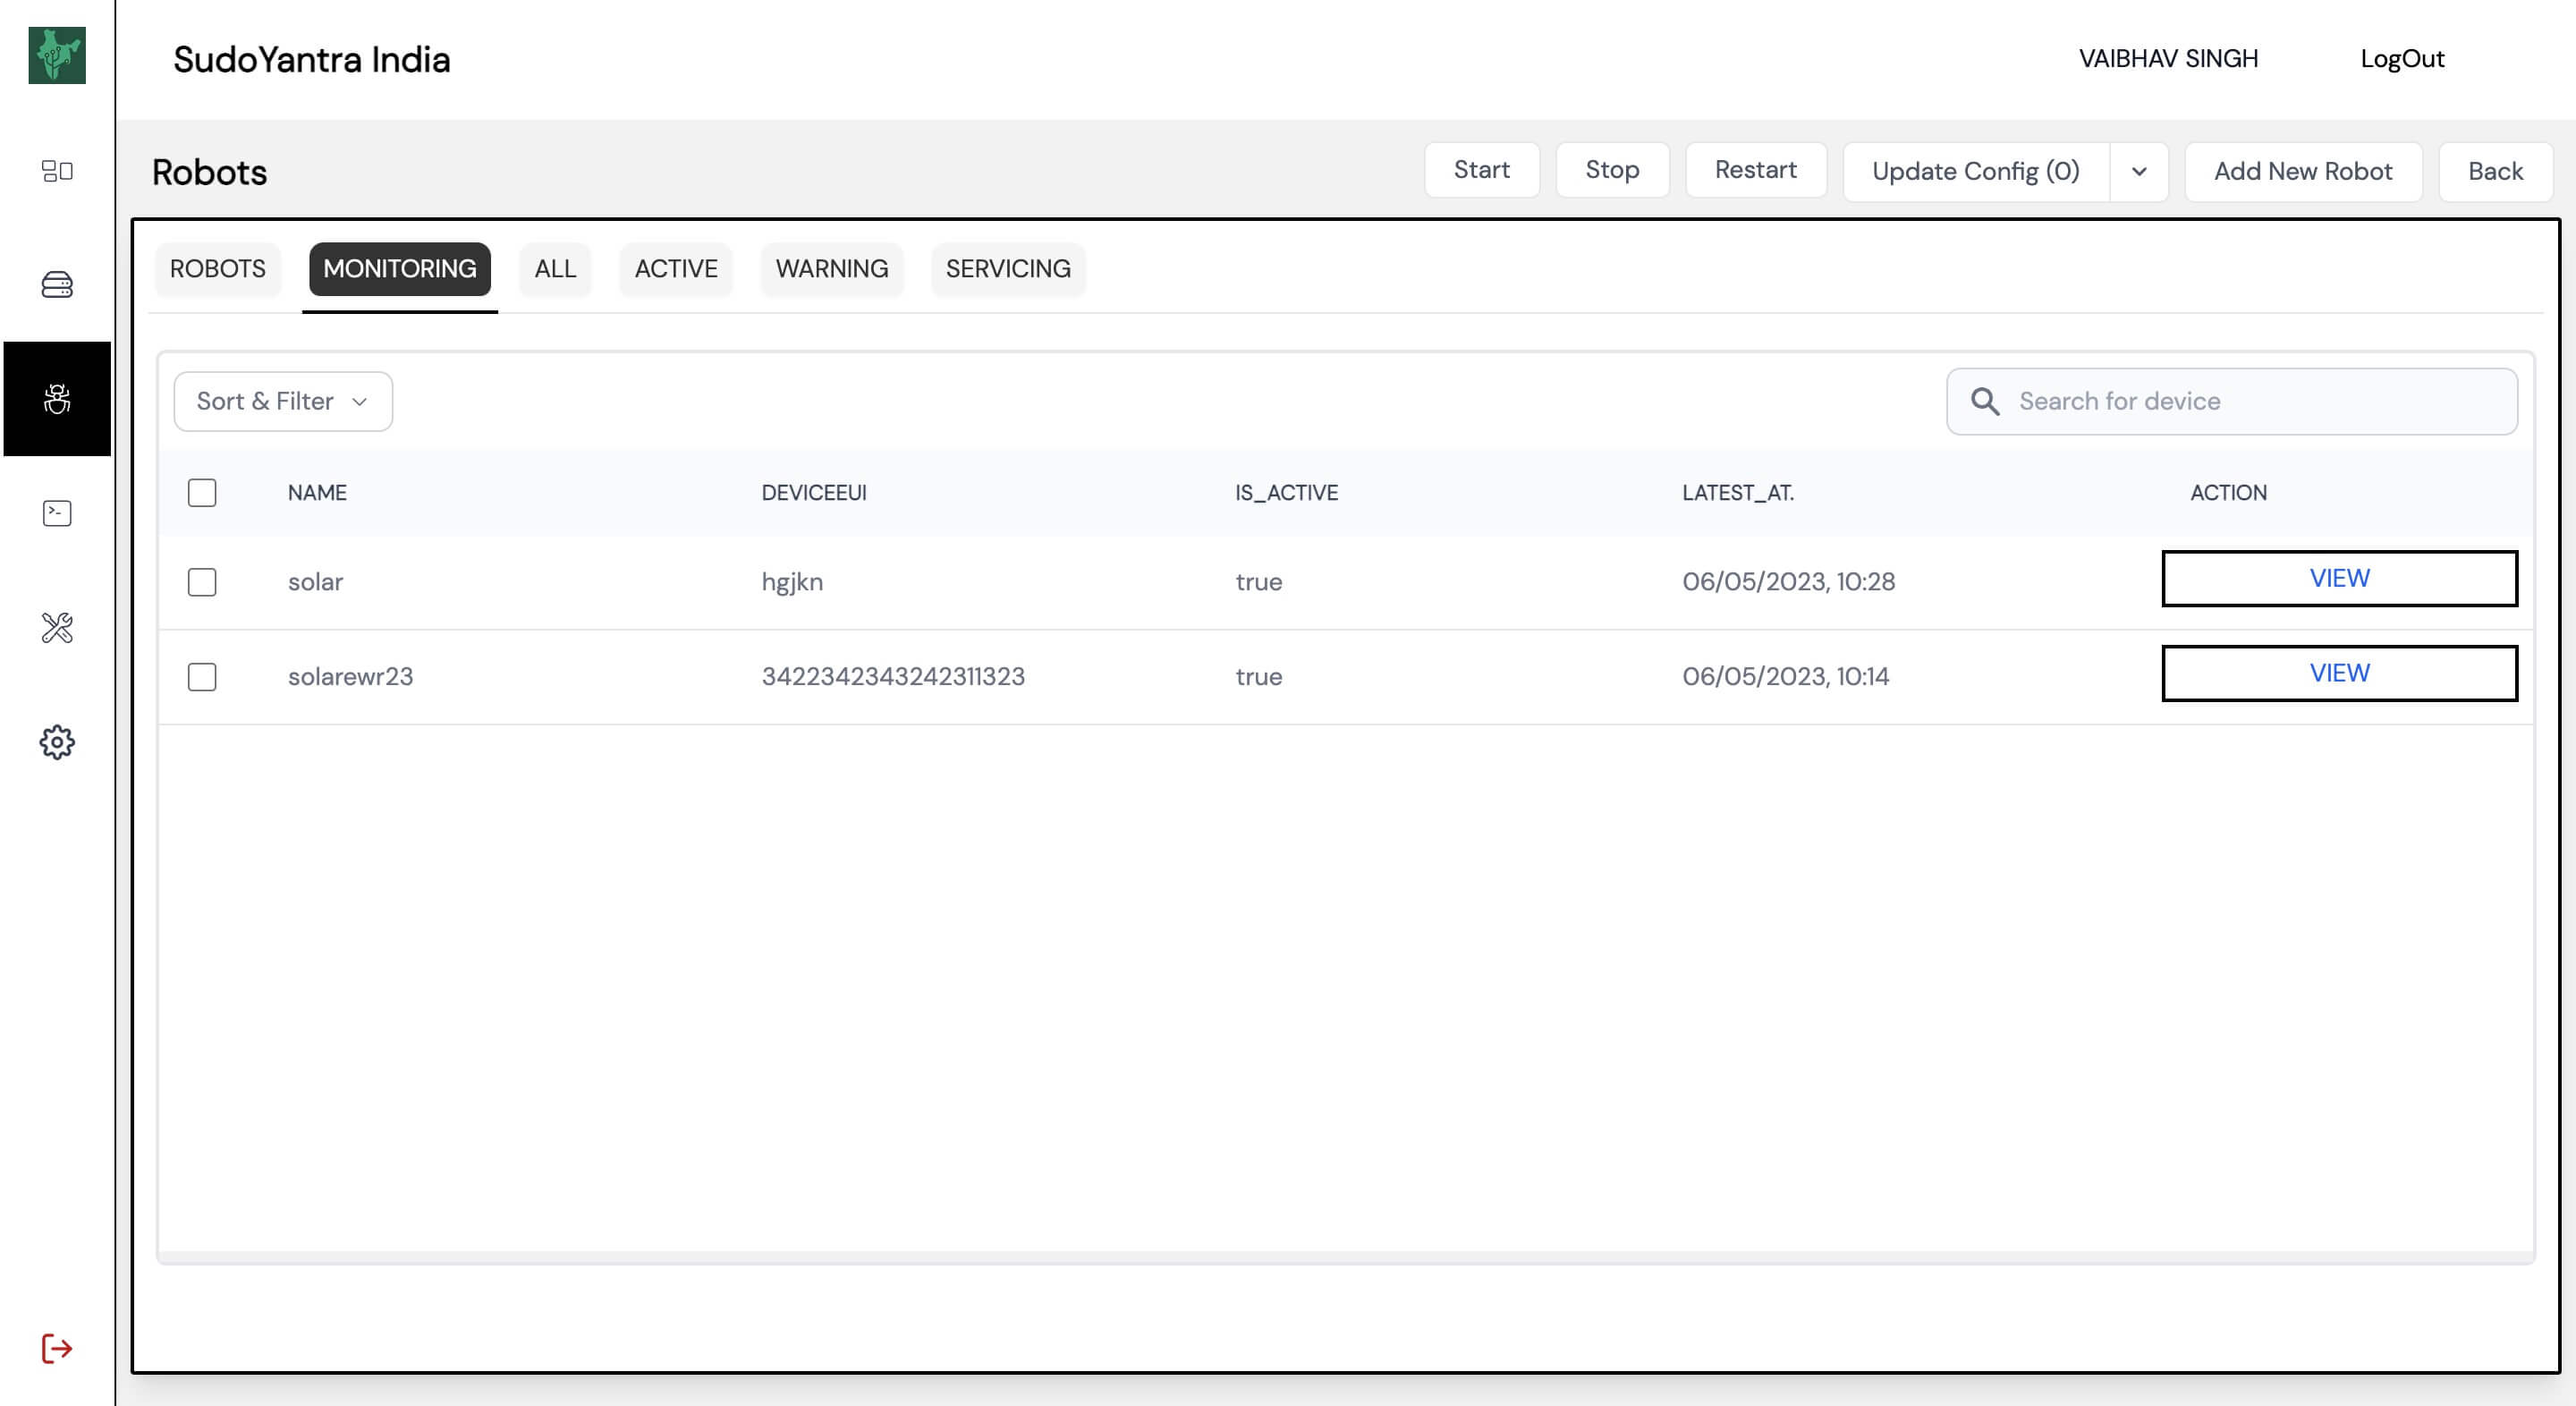 SudoYantra India
VAIBHAV SINGH
LogOut
Robots
Start
Stop
Restart
Update Config (0)
Add New Robot
Back
ROBOTS
MONITORING
ALL
ACTIVE
WARNING
SERVICING
Sort & Filter
Search for device
NAME DEVICEEUI IS_ACTIVE LATEST_AT. ACTION
solar hgjkn true 06/05/2023, 10:28 VIEW
solarewr23 3422342343242311323 true 06/05/2023, 10:14 VIEW